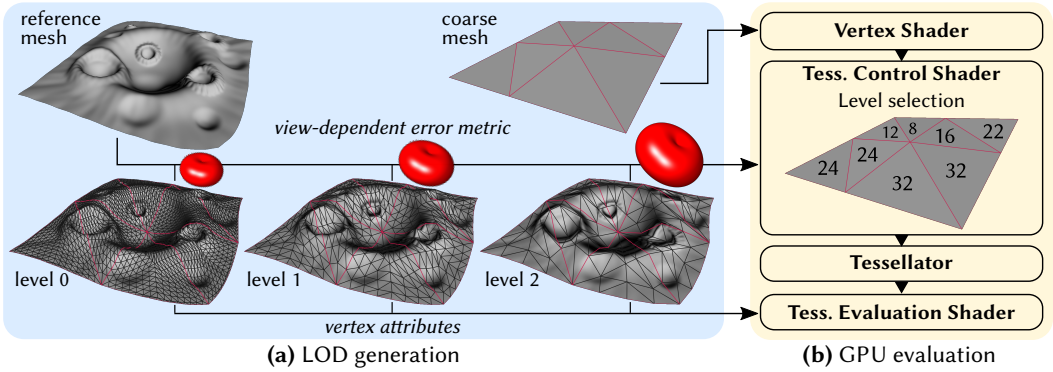 reference
mesh
coarse
mesh
view-dependent error metric
level 0
level 1
level 2
vertex attributes
(a) LOD generation
Vertex Shader
Tess. Control Shader
Level selection
12 8 16 22
24 24 32 32
Tessellator
Tess. Evaluation Shader
(b) GPU evaluation